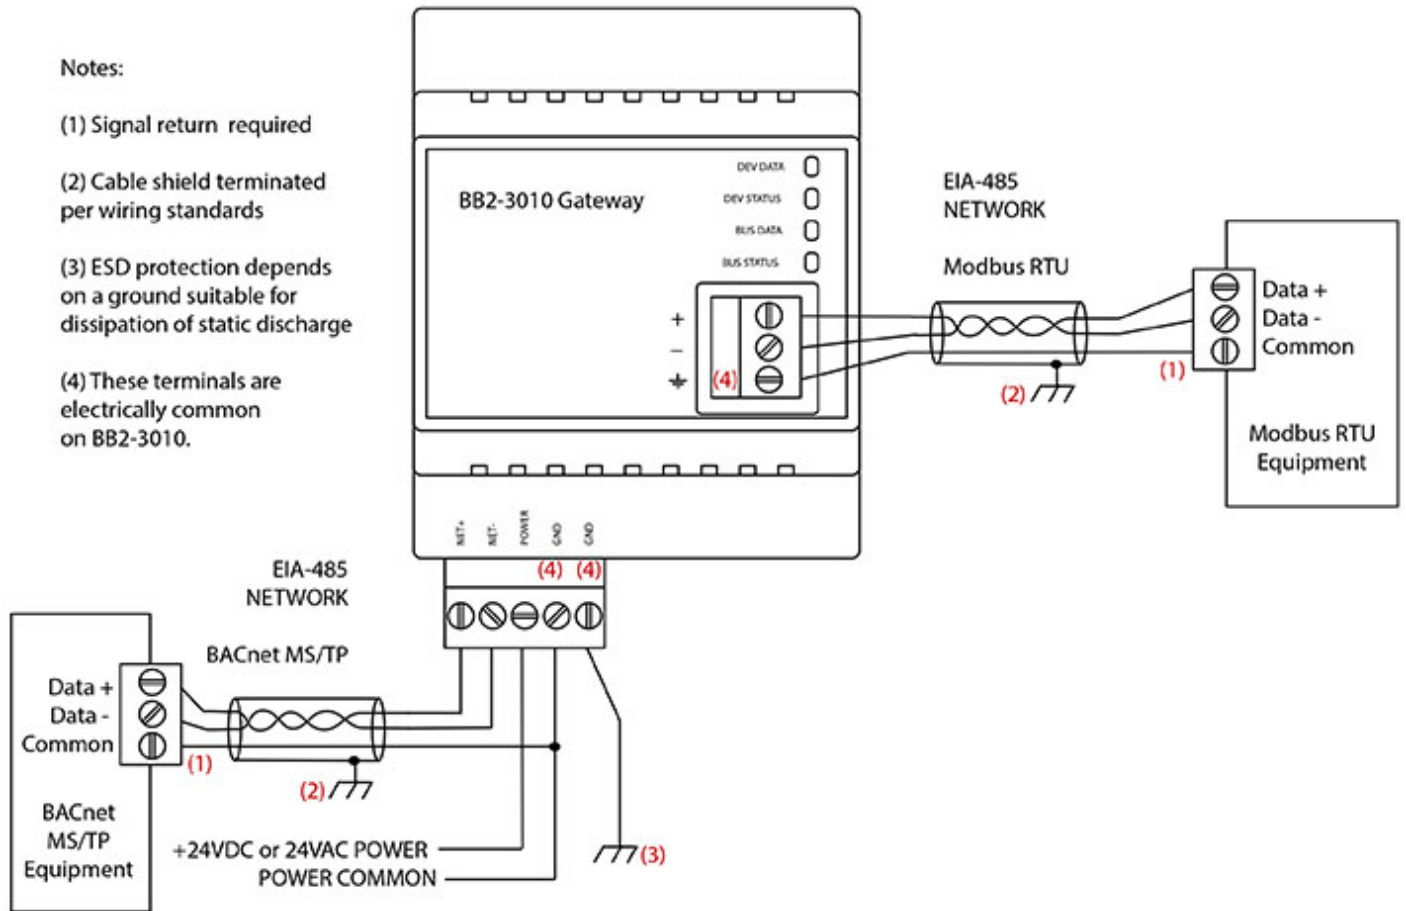 Notes:
(1) Signal return required
(2) Cable shield terminated
per wiring standards
(3) ESD protection depends
on a ground suitable for
dissipation of static discharge
(4) These terminals are
electrically common
on BB2-3010.
BB2-3010 Gateway
DEV DATA
DEV STATUS
BUS DATA
BUS STATUS
+
–
(4)
EIA-485
NETWORK
Modbus RTU
(2)
(1)
Data +
Data -
Common
Modbus RTU
Equipment
NET+
NET-
POWER
GND
GND
(4) (4)
EIA-485
NETWORK
BACnet MS/TP
Data +
Data -
Common
(1)
(2)
BACnet
MS/TP
Equipment
+24VDC or 24VAC POWER
POWER COMMON
(3)